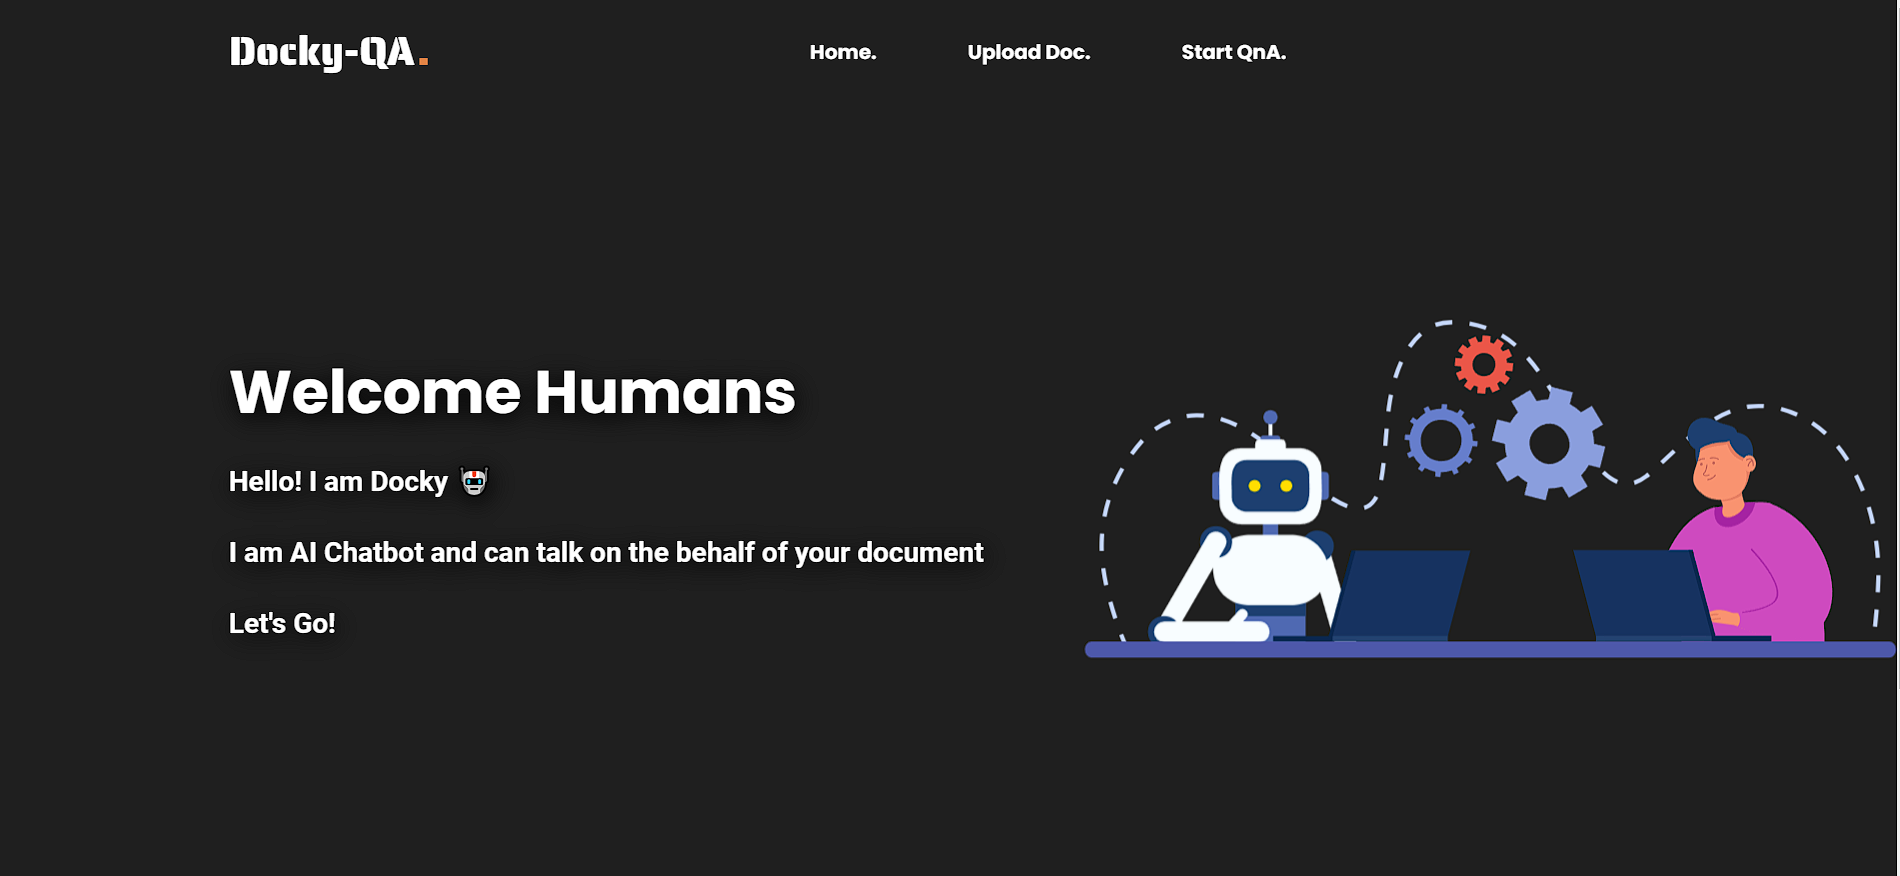 Docky-QA.
Home. Upload Doc. Start QnA.
Welcome Humans
Hello! I am Docky 🤖
I am AI Chatbot and can talk on the behalf of your document
Let's Go!